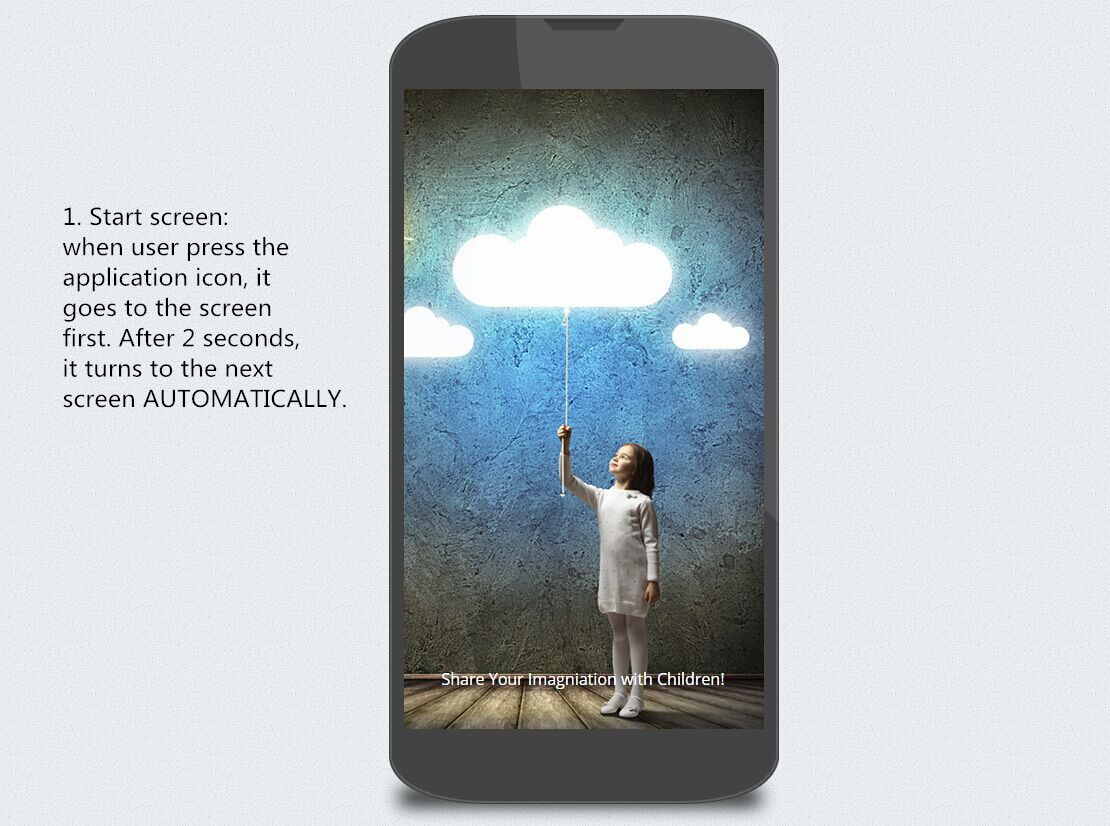 1. Start screen:
when user press the
application icon, it
goes to the screen
first. After 2 seconds,
it turns to the next
screen AUTOMATICALLY.
Share Your Imagniation with Children!